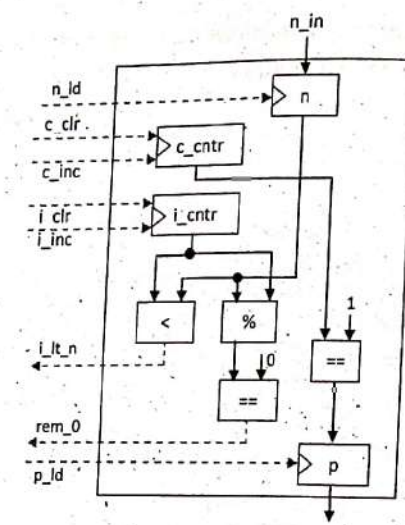 n_in
n_ld
n
c_clr
c_cntr
c_inc
i_clr
i_cntr
i_inc
<
%
1
i_lt_n
0
==
==
rem_0
p_ld
p